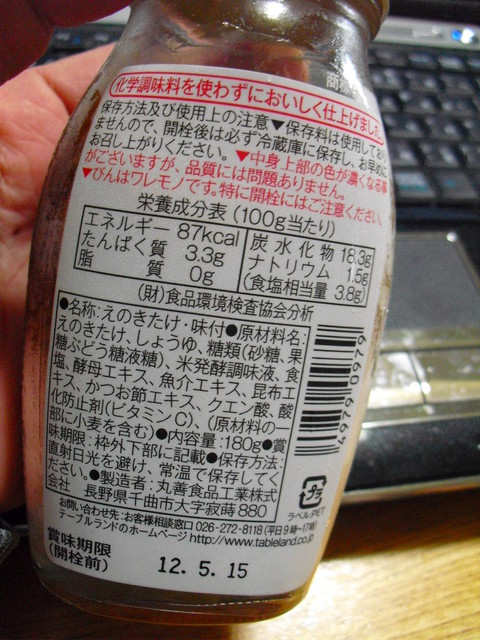 化学調味料を使わずにおいしく仕上げました
保存方法及び使用上の注意▼保存料は使用しており
ませんので、開栓後は必ず冷蔵庫に保存し、お早めに
お召し上がりください。▼中身上部の色が濃くなる事
がございますが、品質には問題ありません。
▼びんはワレモノです。特に開栓にはご注意ください。
栄養成分表(100g当たり)
エネルギー 87kcal
たんぱく質 3.3g
脂質 0g
炭水化物 18.3g
ナトリウム 1.5g
(食塩相当量 3.8g)
(財)食品環境検査協会分析
●名称:えのきたけ・味付●原材料名:
えのきたけ、しょうゆ、糖類(砂糖、果
糖ぶどう糖液糖)、米発酵調味液、食
塩、酵母エキス、魚介エキス、昆布エ
キス、かつお節エキス、クエン酸、酸
化防止剤(ビタミンC)、(原材料の一
部に小麦を含む)●内容量:180g●賞
味期限:枠外下部に記載●保存方法:
直射日光を避け、常温で保存してく
ださい。●製造者:丸善食品工業株式
会社 長野県千曲市大字寂蒔880
お問い合わせ先:お客様相談窓口 026-272-8118(平日9時~17時)
テーブルランドのホームページ http://www.tableland.co.jp
プラ
ラベル:PET
賞味期限
(開栓前)
12.5.15